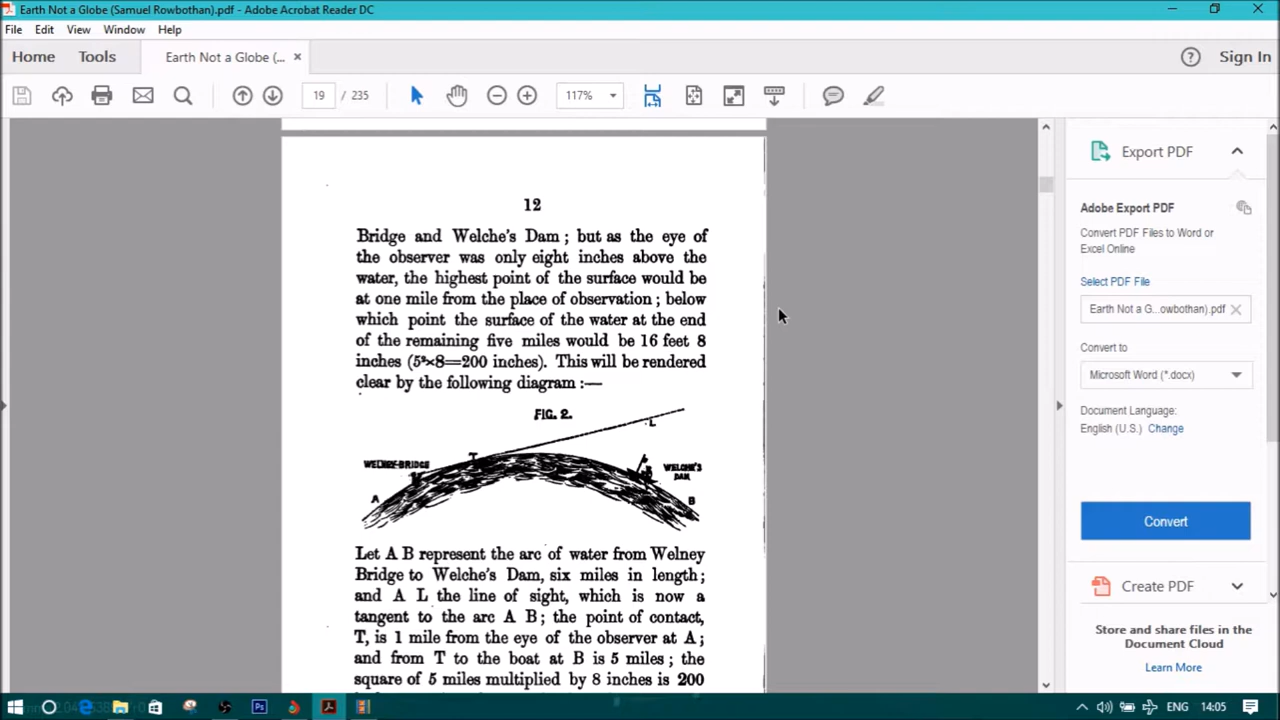 Earth Not a Globe (Samuel Rowbothan).pdf - Adobe Acrobat Reader DC
File Edit View Window Help
Home Tools Earth Not a Globe (... × Sign In
19 / 235 117%
12
Bridge and Welche's Dam ; but as the eye of
the observer was only eight inches above the
water, the highest point of the surface would be
at one mile from the place of observation ; below
which point the surface of the water at the end
of the remaining five miles would be 16 feet 8
inches (5²×8=200 inches). This will be rendered
clear by the following diagram :—
FIG. 2.
L
T
WELNEY-BRIDGE
WELCHE'S
DAM
A
B
Let A B represent the arc of water from Welney
Bridge to Welche's Dam, six miles in length;
and A L the line of sight, which is now a
tangent to the arc A B; the point of contact,
T, is 1 mile from the eye of the observer at A;
and from T to the boat at B is 5 miles; the
square of 5 miles multiplied by 8 inches is 200
Export PDF
Adobe Export PDF
Convert PDF Files to Word or
Excel Online
Select PDF File
Earth Not a G...owbothan).pdf
Convert to
Microsoft Word (*.docx)
Document Language:
English (U.S.) Change
Convert
Create PDF
Store and share files in the
Document Cloud
Learn More
ENG 14:05